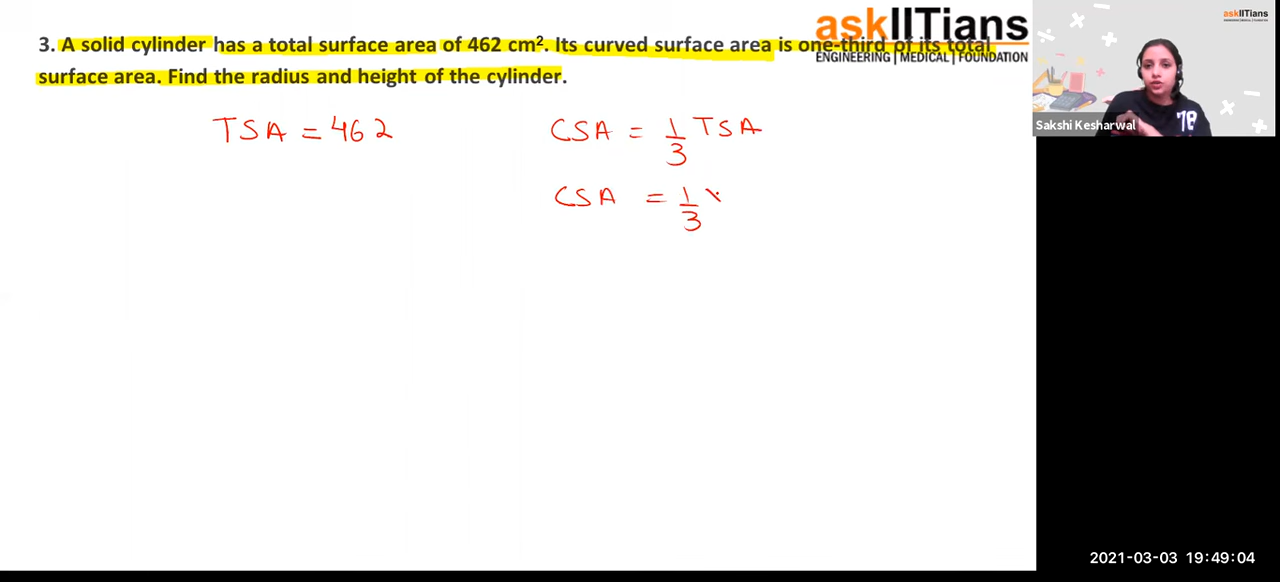 askIITians
ENGINEERING | MEDICAL | FOUNDATION
3. A solid cylinder has a total surface area of 462 cm². Its curved surface area is one-third of its total
surface area. Find the radius and height of the cylinder.
TSA = 462
CSA = 1/3 TSA
CSA = 1/3
askIITians
78
Sakshi Kesharwal
2021-03-03 19:49:04